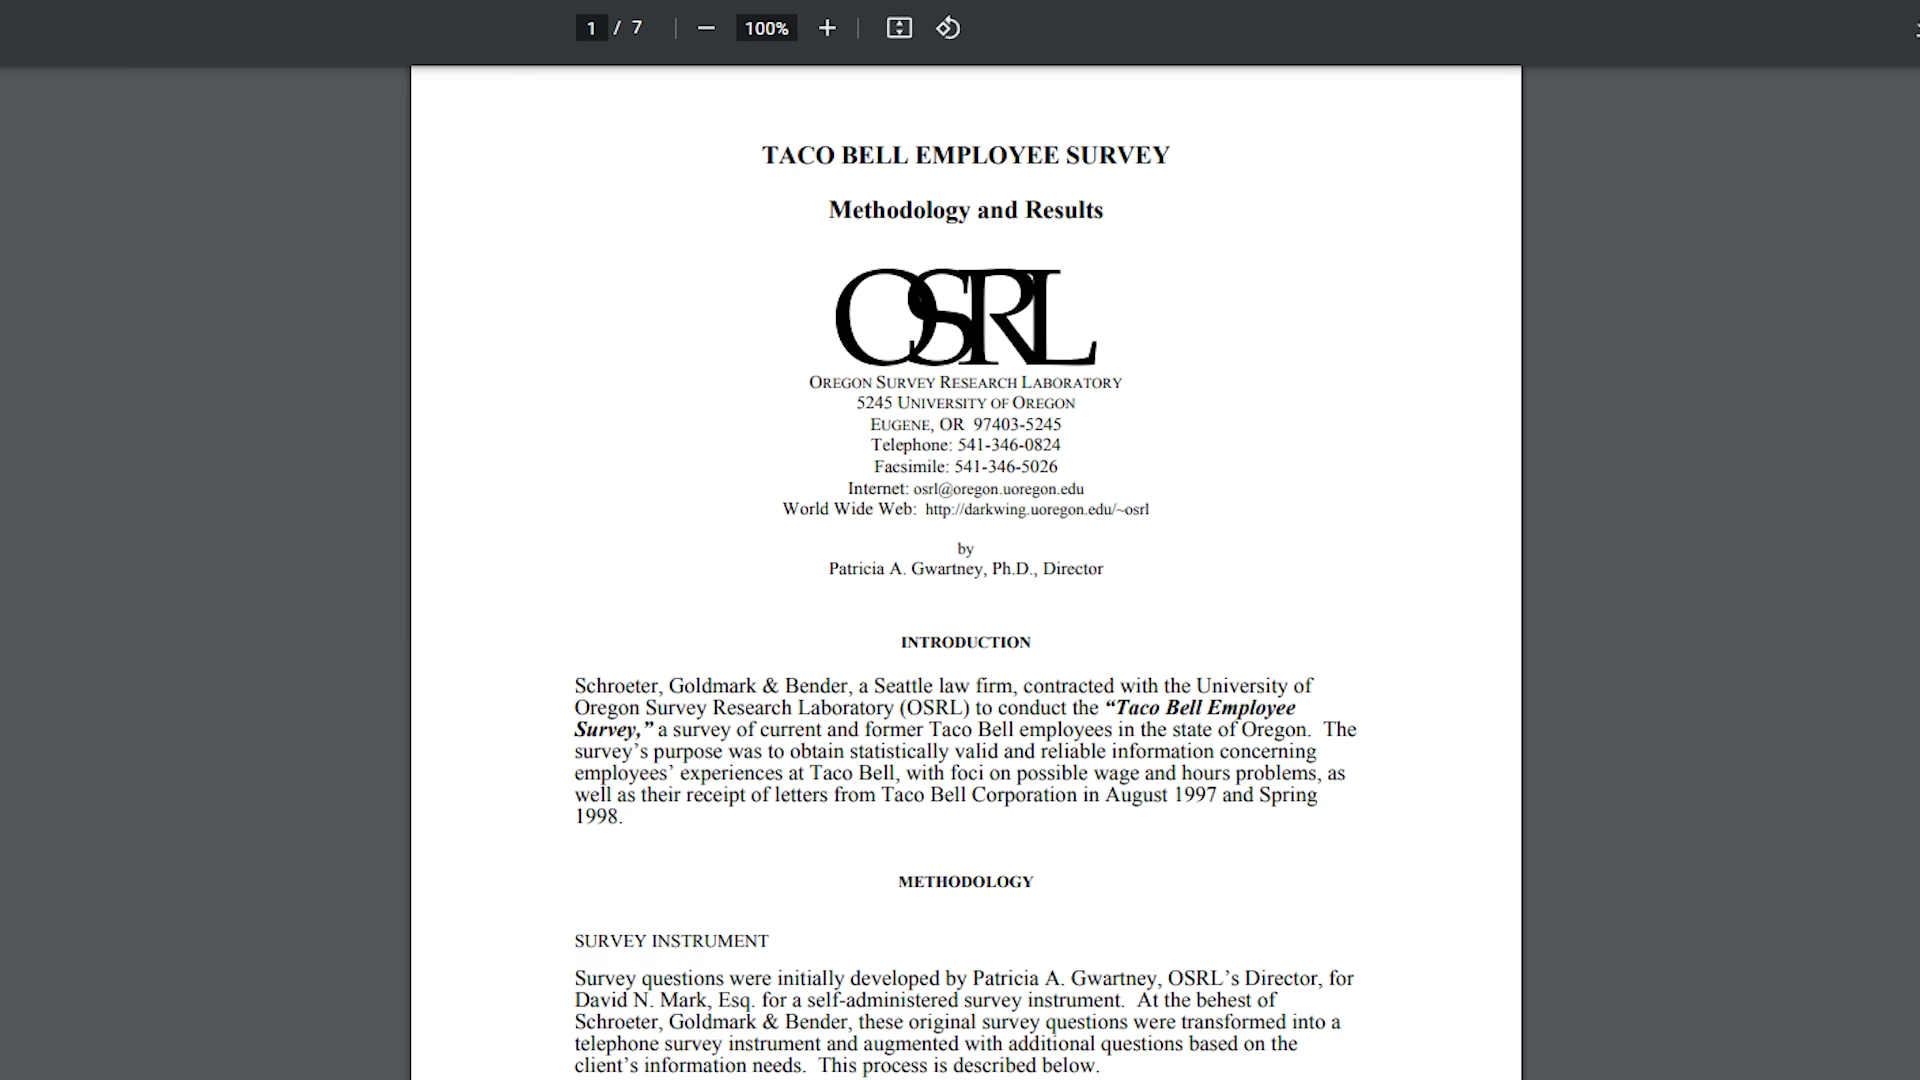 1 / 7 100%
TACO BELL EMPLOYEE SURVEY
Methodology and Results
OSRL
OREGON SURVEY RESEARCH LABORATORY
5245 UNIVERSITY OF OREGON
EUGENE, OR 97403-5245
Telephone: 541-346-0824
Facsimile: 541-346-5026
Internet: osrl@oregon.uoregon.edu
World Wide Web: http://darkwing.uoregon.edu/~osrl
by
Patricia A. Gwartney, Ph.D., Director
INTRODUCTION
Schroeter, Goldmark & Bender, a Seattle law firm, contracted with the University of
Oregon Survey Research Laboratory (OSRL) to conduct the “Taco Bell Employee
Survey,” a survey of current and former Taco Bell employees in the state of Oregon. The
survey’s purpose was to obtain statistically valid and reliable information concerning
employees’ experiences at Taco Bell, with foci on possible wage and hours problems, as
well as their receipt of letters from Taco Bell Corporation in August 1997 and Spring
1998.
METHODOLOGY
SURVEY INSTRUMENT
Survey questions were initially developed by Patricia A. Gwartney, OSRL’s Director, for
David N. Mark, Esq. for a self-administered survey instrument. At the behest of
Schroeter, Goldmark & Bender, these original survey questions were transformed into a
telephone survey instrument and augmented with additional questions based on the
client’s information needs. This process is described below.